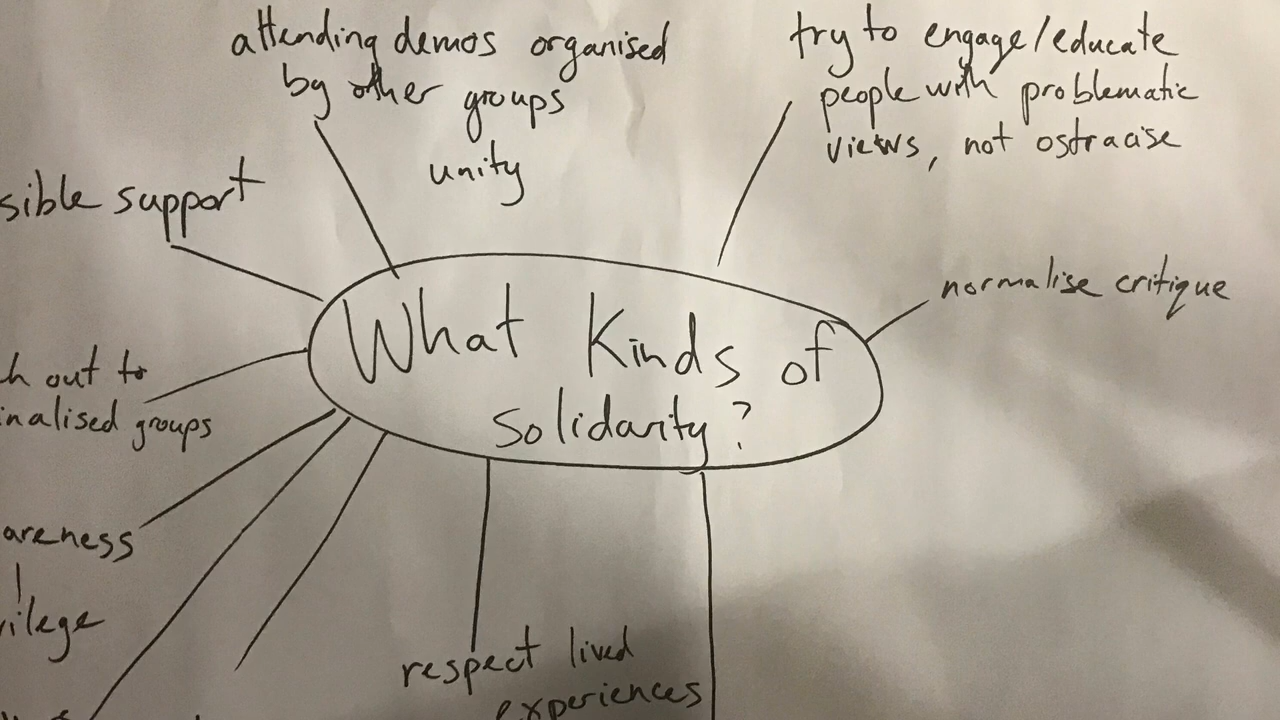 attending demos organised
by other groups
unity
try to engage/educate
people with problematic
views, not ostracise
sible support
normalise critique
What Kinds of
solidarity?
h out to
inalised groups
areness
vilege
respect lived
experiences